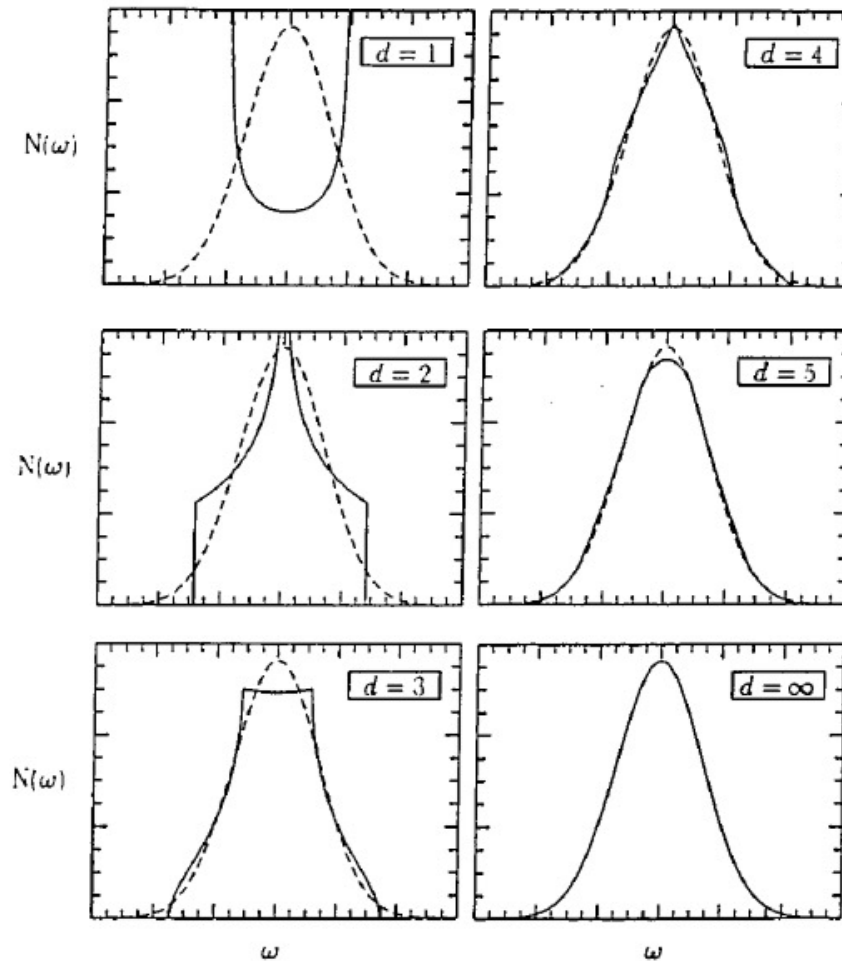 d = 1
d = 4
N(ω)
d = 2
d = 5
N(ω)
d = 3
d = ∞
N(ω)
ω
ω